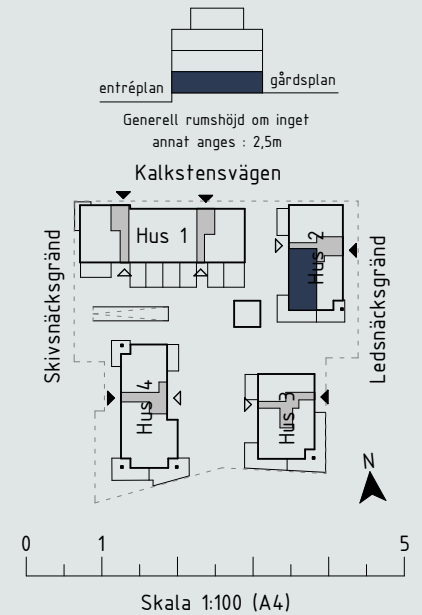 entréplan
gårdsplan
Generell rumshöjd om inget
annat anges : 2,5m
Kalkstensvägen
Hus 1
Hus 2
Skivsnäcksgränd
Ledsnäcksgränd
Hus 4
Hus 3
N
0 1 5
Skala 1:100 (A4)